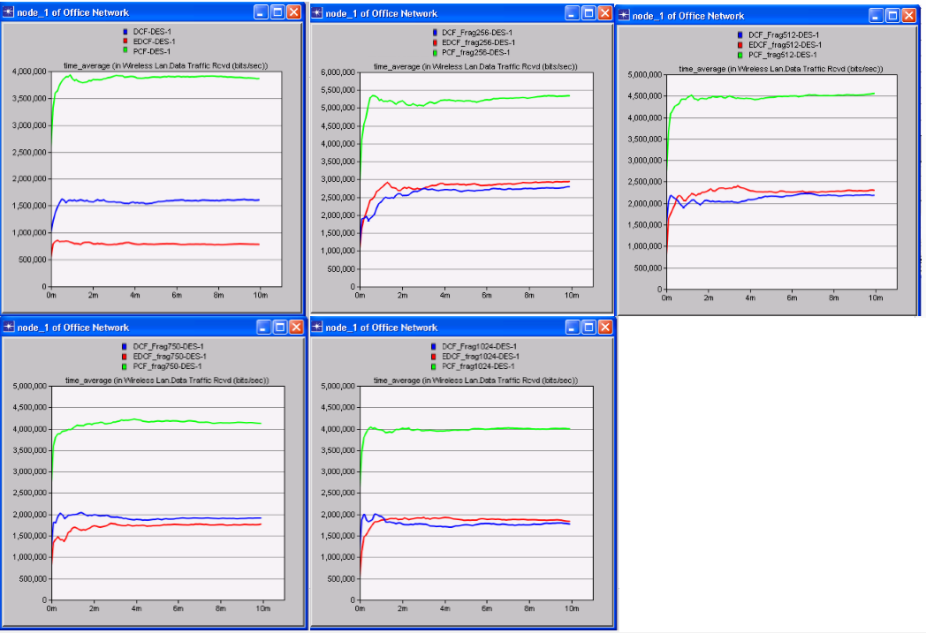 node_1 of Office Network
DCF-DES-1
EDCF-DES-1
PCF-DES-1
time_average (in Wireless Lan.Data Traffic Rcvd (bits/sec))
4,000,000
3,500,000
3,000,000
2,500,000
2,000,000
1,500,000
1,000,000
500,000
0
0m 2m 4m 6m 8m 10m
node_1 of Office Network
DCF_Frag256-DES-1
EDCF_frag256-DES-1
PCF_frag256-DES-1
time_average (in Wireless Lan.Data Traffic Rcvd (bits/sec))
6,000,000
5,500,000
5,000,000
4,500,000
4,000,000
3,500,000
3,000,000
2,500,000
2,000,000
1,500,000
1,000,000
500,000
0
0m 2m 4m 6m 8m 10m
node_1 of Office Network
DCF_Frag512-DES-1
EDCF_frag512-DES-1
PCF_frag512-DES-1
time_average (in Wireless Lan.Data Traffic Rcvd (bits/sec))
5,000,000
4,500,000
4,000,000
3,500,000
3,000,000
2,500,000
2,000,000
1,500,000
1,000,000
500,000
0
0m 2m 4m 6m 8m 10m
node_1 of Office Network
DCF_Frag750-DES-1
EDCF_frag750-DES-1
PCF_frag750-DES-1
time_average (in Wireless Lan.Data Traffic Rcvd (bits/sec))
5,000,000
4,500,000
4,000,000
3,500,000
3,000,000
2,500,000
2,000,000
1,500,000
1,000,000
500,000
0
0m 2m 4m 6m 8m 10m
node_1 of Office Network
DCF_Frag1024-DES-1
EDCF_frag1024-DES-1
PCF_frag1024-DES-1
time_average (in Wireless Lan.Data Traffic Rcvd (bits/sec))
5,000,000
4,500,000
4,000,000
3,500,000
3,000,000
2,500,000
2,000,000
1,500,000
1,000,000
500,000
0
0m 2m 4m 6m 8m 10m